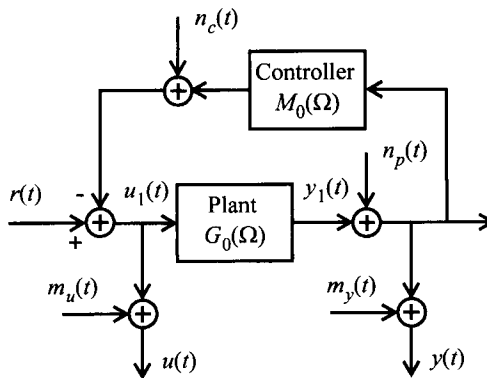 n_c(t)
Controller
M_0(Ω)
n_p(t)
r(t)
-
+
u_1(t)
+
Plant
G_0(Ω)
y_1(t)
+
+
m_u(t)
+
u(t)
m_y(t)
+
y(t)